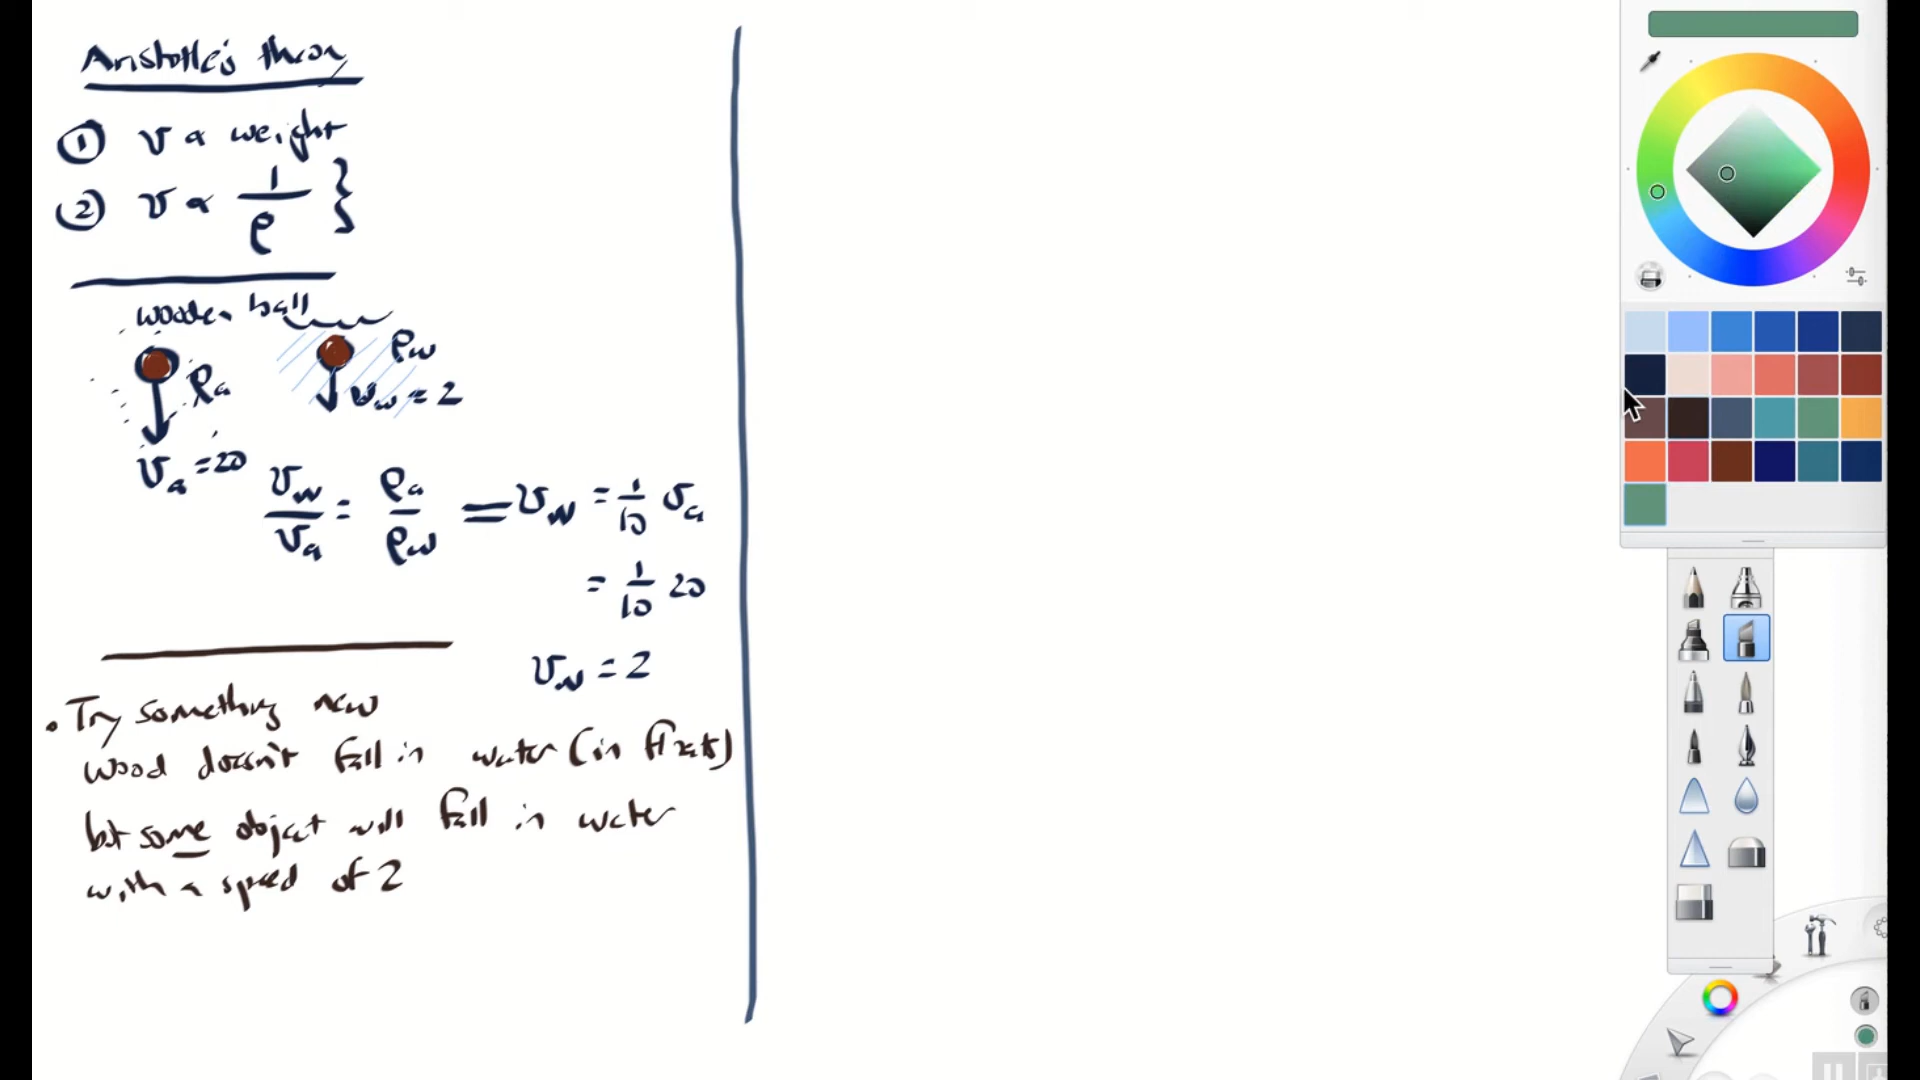 Aristotle's theory
① v ∝ weight
② v ∝ 1/ρ }
wooden ball
ρa
ρw
vw = 2
va = 20
vw/va = ρa/ρw = vw = 1/10 va
= 1/10 20
vw = 2
• Try something new
wood doesn't fall in water (in fluids)
but some object will fall in water
with a speed of 2